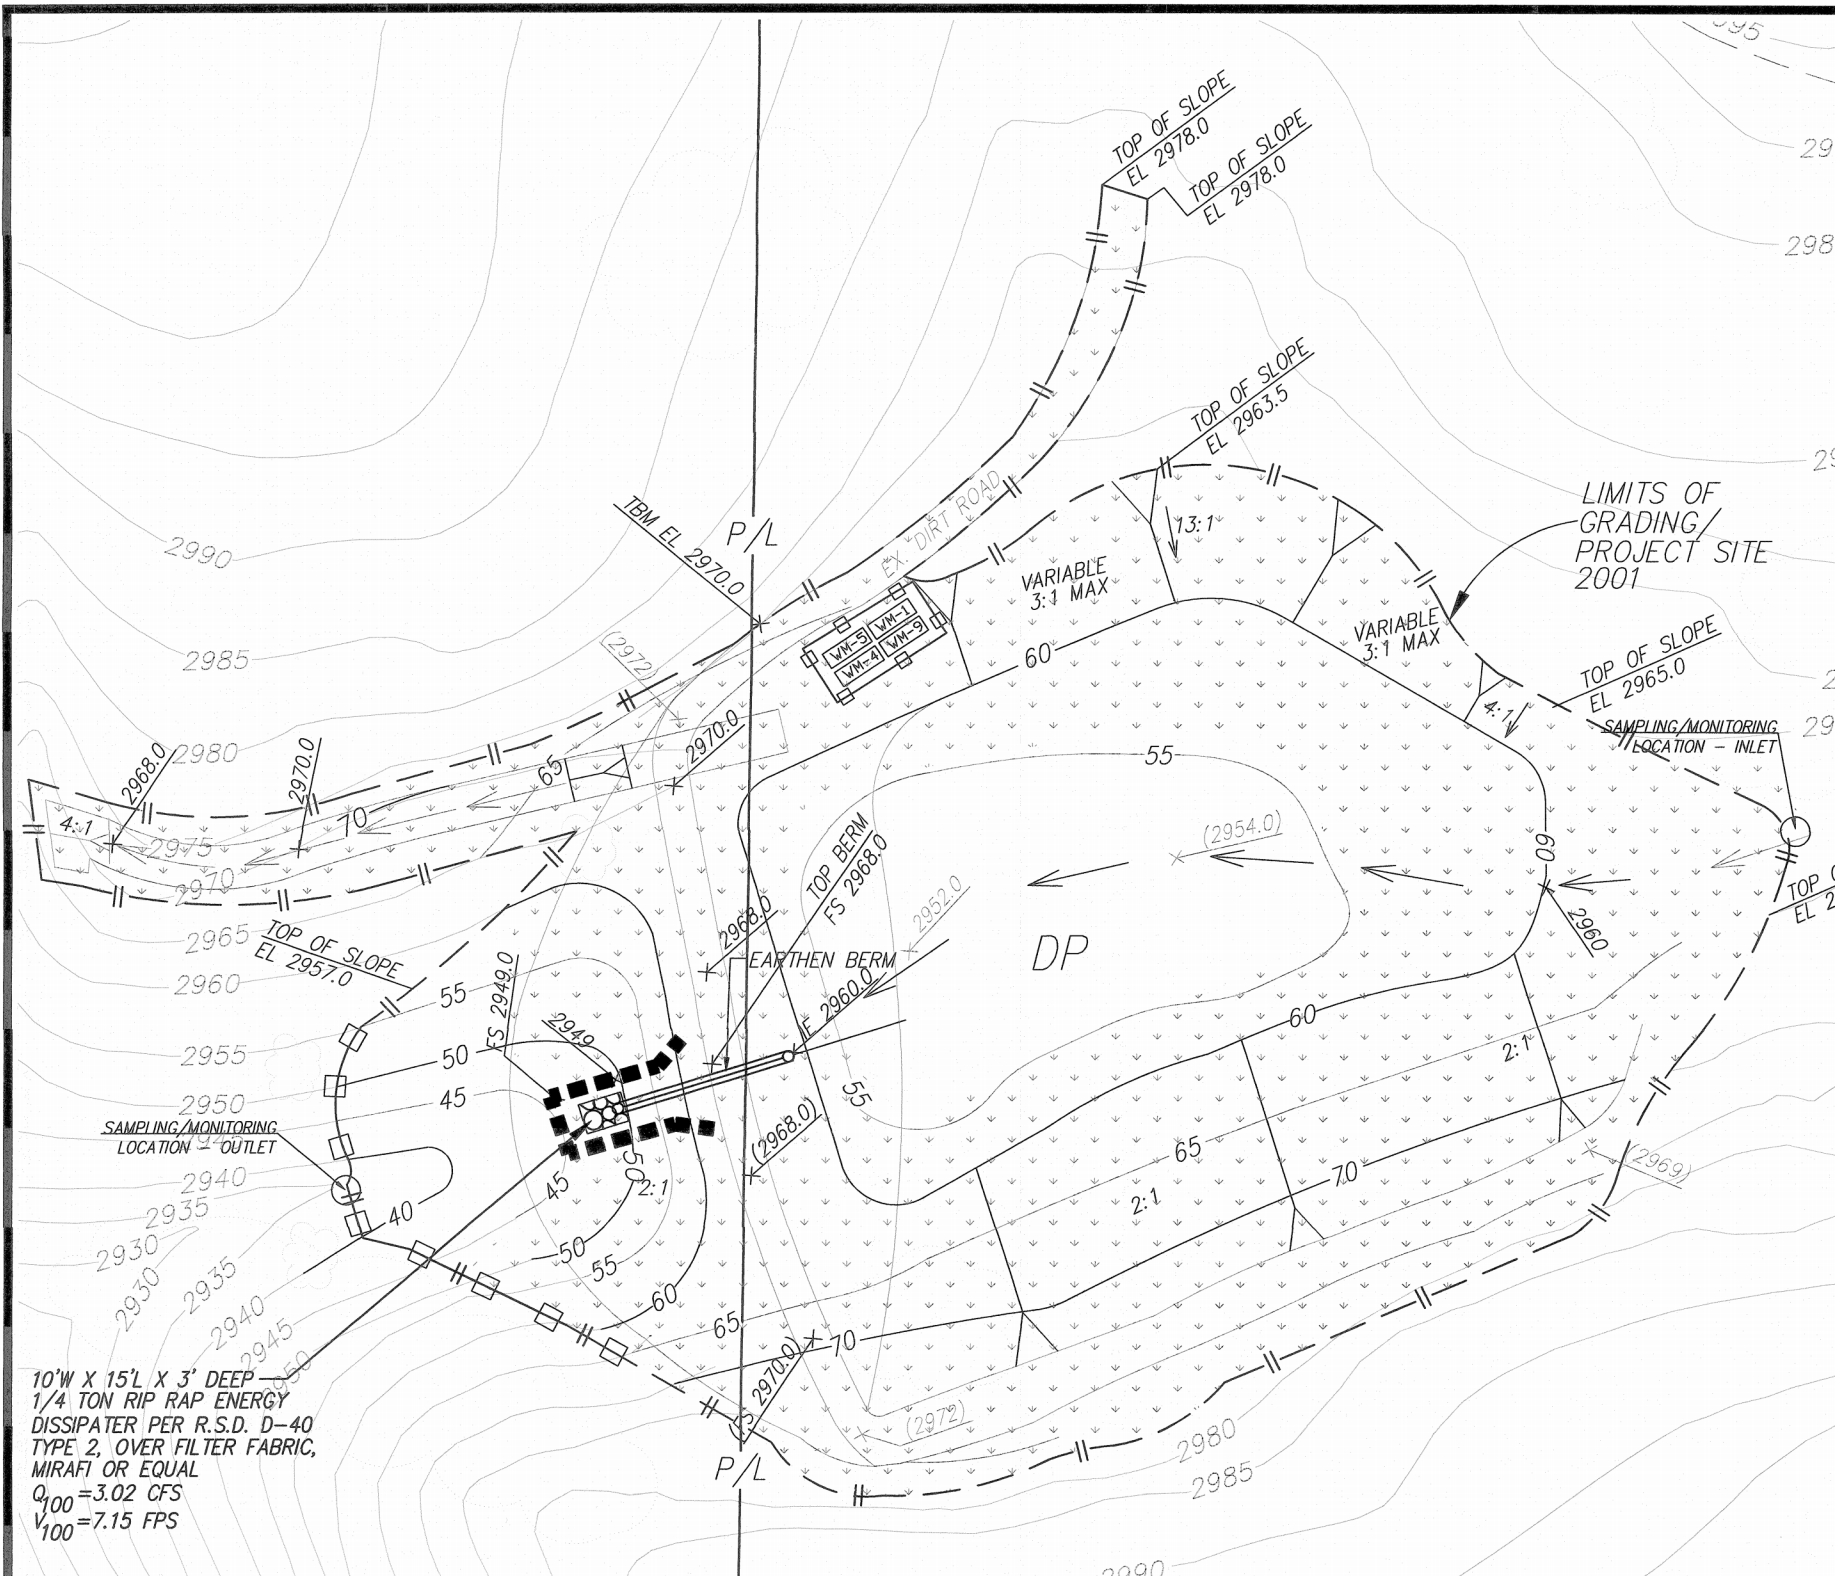 TOP OF SLOPE
EL 2978.0
TOP OF SLOPE
EL 2978.0
TOP OF SLOPE
EL 2963.5
LIMITS OF
GRADING/
PROJECT SITE
2001
TBM EL 2970.0
P/L
EX. DIRT ROAD
13:1
VARIABLE
3:1 MAX
VARIABLE
3:1 MAX
2990
(2972)
WM-1
WM-5
WM-9
WM-4
60
TOP OF SLOPE
EL 2965.0
4:1
SAMPLING/MONITORING
LOCATION - INLET
2985
2980
2968.0
2970.0
2970.0
65
70
55
4:1
2975
2970
(2954.0)
60
TOP BERM
FS 2968.0
2952.0
2968.0
2960
2965
TOP OF SLOPE
EL 2957.0
2960
EARTHEN BERM
IE 2960.0
DP
FS 2949.0
55
2949
60
2955
50
2:1
2950
45
55
SAMPLING/MONITORING
LOCATION - OUTLET
(2968.0)
65
(2969)
2940
45
50
2:1
70
2:1
2935
40
2930
2935
50
55
2930
60
2940
65
2945
70
2950
(FS 2970.0)
(2972)
2980
P/L
2985
10'W X 15'L X 3' DEEP
1/4 TON RIP RAP ENERGY
DISSIPATER PER R.S.D. D-40
TYPE 2, OVER FILTER FABRIC,
MIRAFI OR EQUAL
Q100=3.02 CFS
V100=7.15 FPS